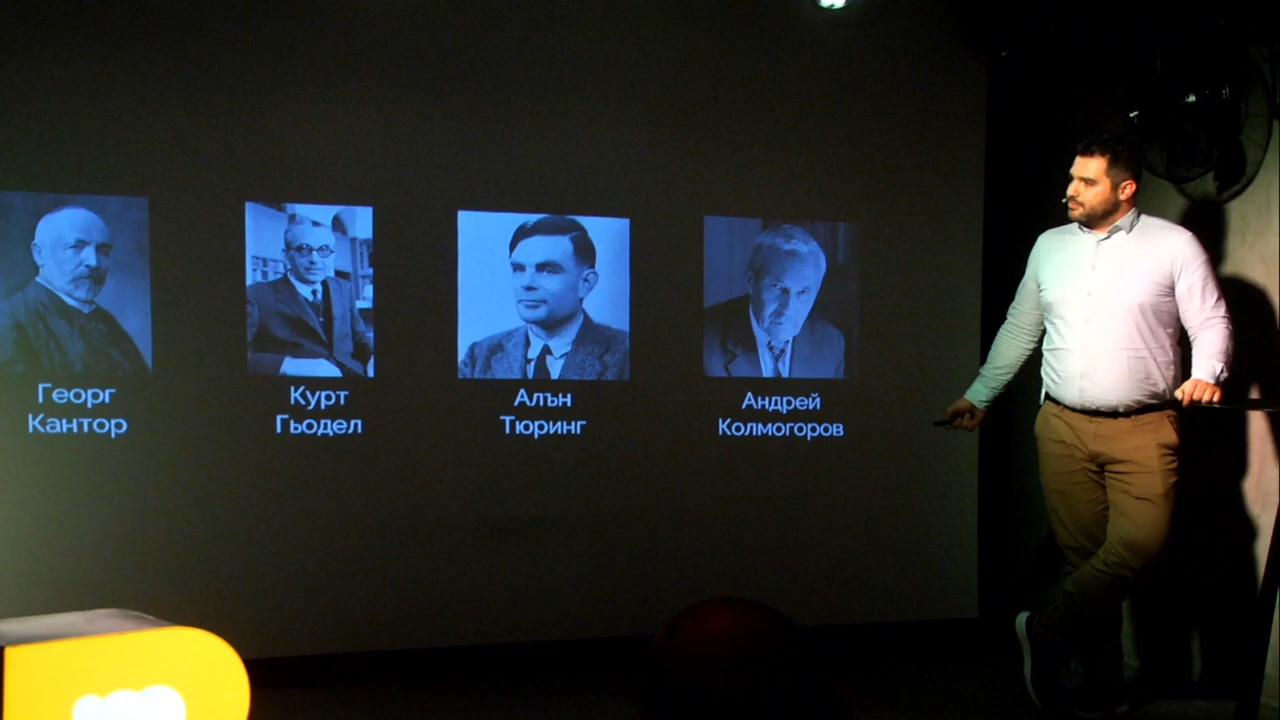 Георг
Кантор
Курт
Гьодел
Алън
Тюринг
Андрей
Колмогоров